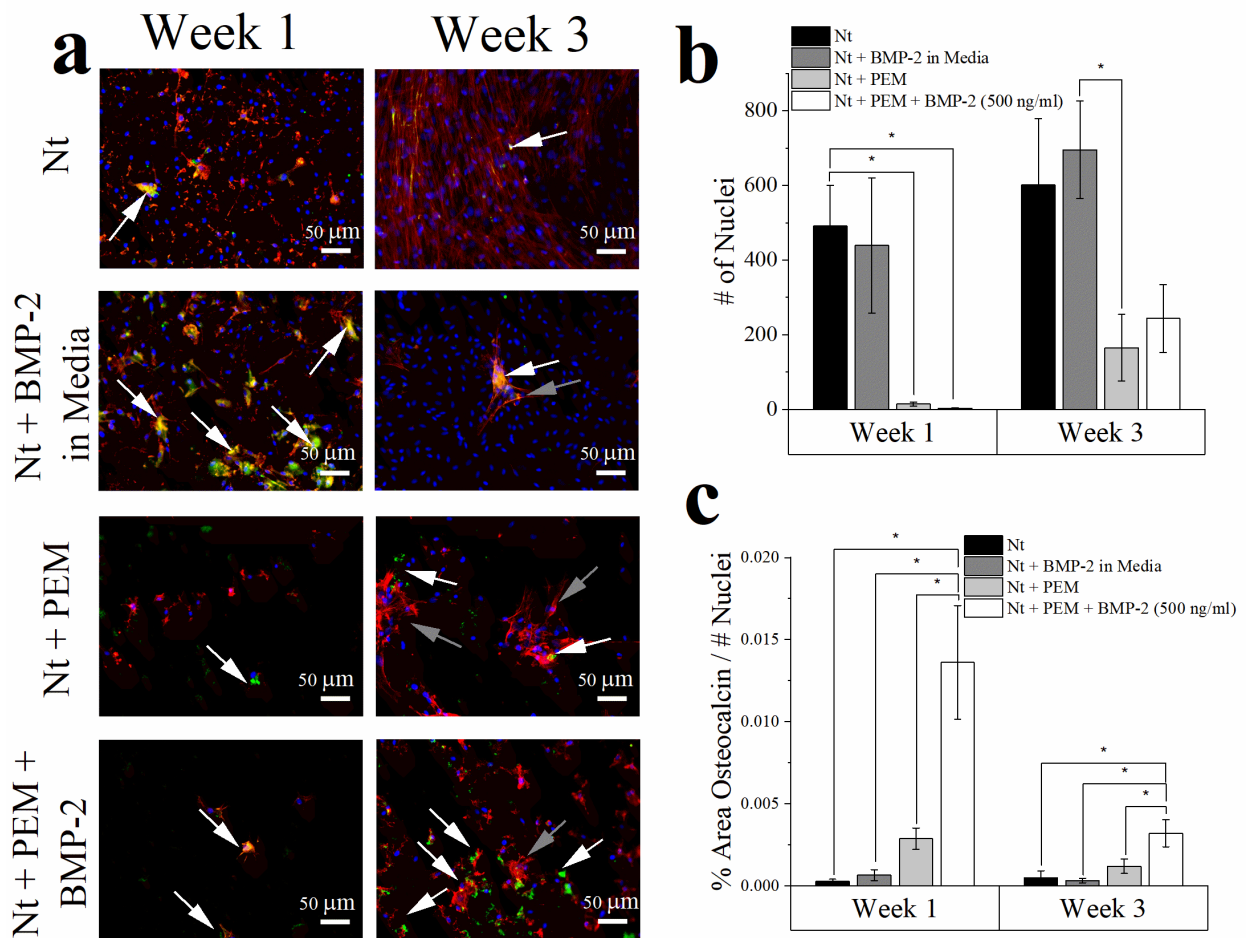 a
Week 1
Week 3
Nt
50 µm
50 µm
Nt + BMP-2
in Media
50 µm
50 µm
Nt + PEM
50 µm
50 µm
Nt + PEM +
BMP-2
50 µm
50 µm
b
Nt
Nt + BMP-2 in Media
Nt + PEM
Nt + PEM + BMP-2 (500 ng/ml)
# of Nuclei
800
600
400
200
0
*
*
*
Week 1
Week 3
c
Nt
Nt + BMP-2 in Media
Nt + PEM
Nt + PEM + BMP-2 (500 ng/ml)
% Area Osteocalcin / # Nuclei
0.020
0.015
0.010
0.005
0.000
*
*
*
*
*
*
Week 1
Week 3